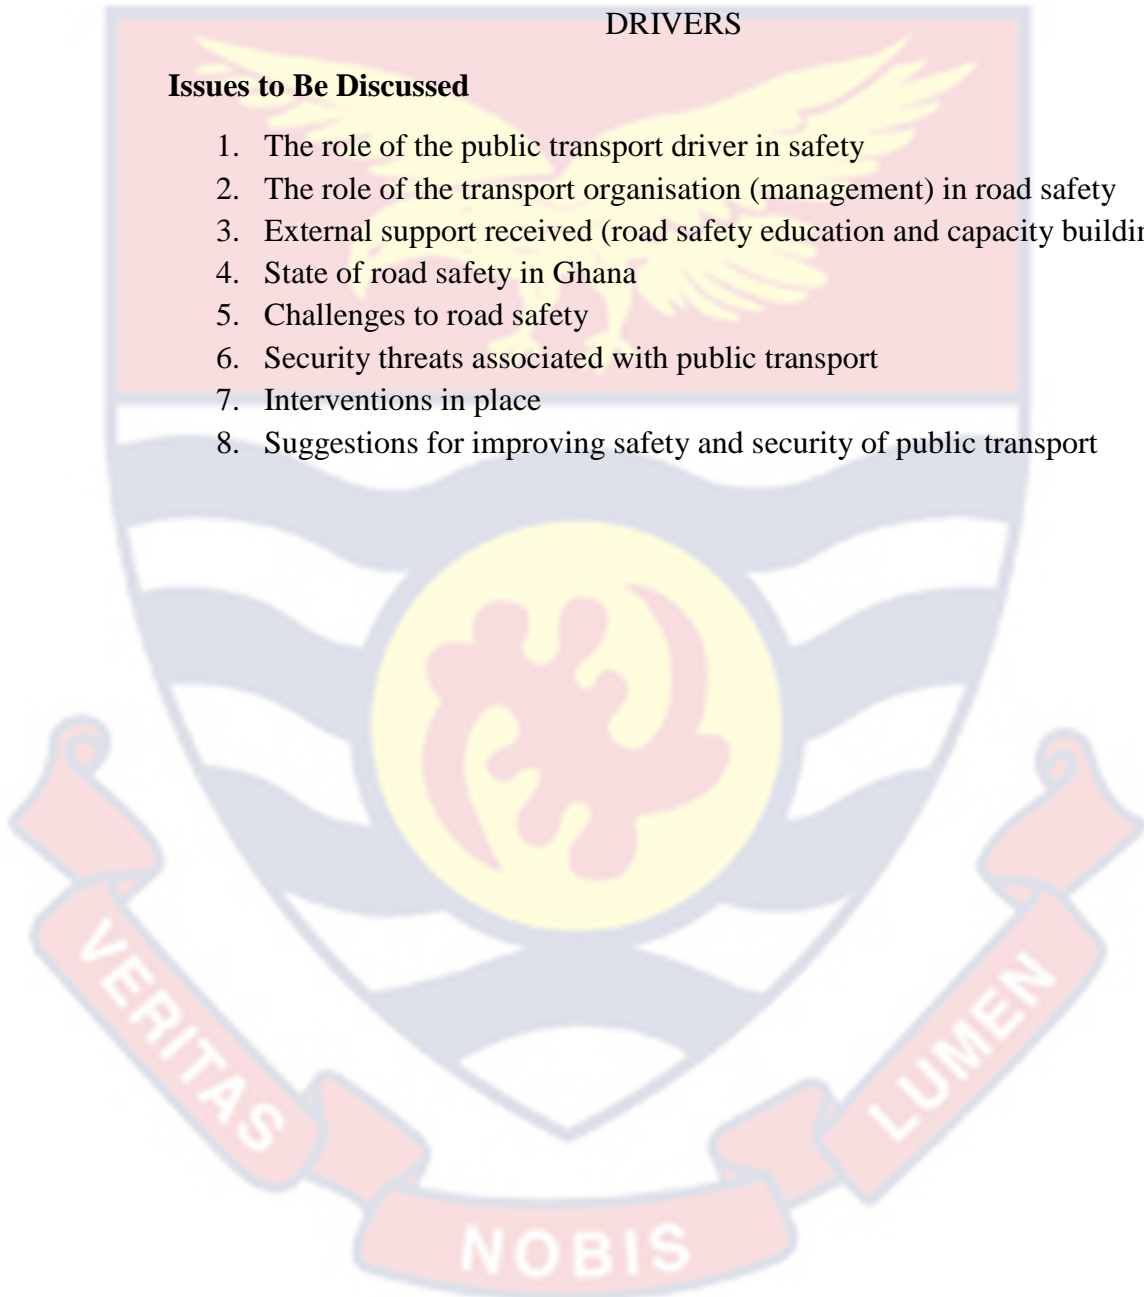 DRIVERS
Issues to Be Discussed
1. The role of the public transport driver in safety
2. The role of the transport organisation (management) in road safety
3. External support received (road safety education and capacity
4. State of road safety in Ghana
5. Challenges to road safety
6. Security threats associated with public transport
7. Interventions in place
8. Suggestions for improving safety and security of public transport
VERITAS
NOBIS
LUMEN